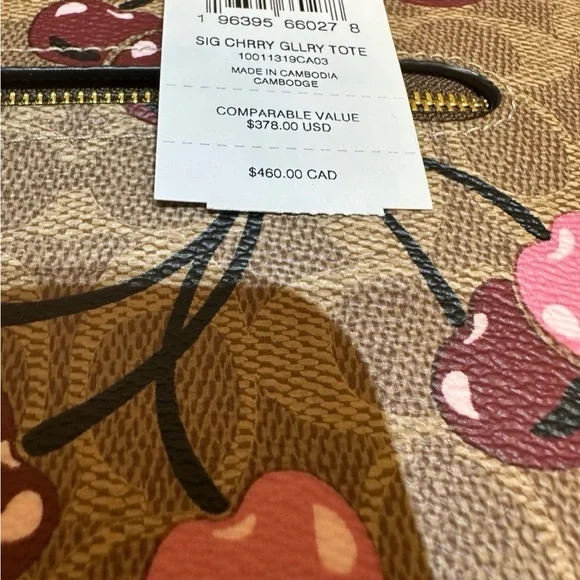 1 96395 66027 8
SIG CHRRY GLLRY TOTE
10011319CA03
MADE IN CAMBODIA
CAMBODGE
COMPARABLE VALUE
$378.00 USD
$460.00 CAD